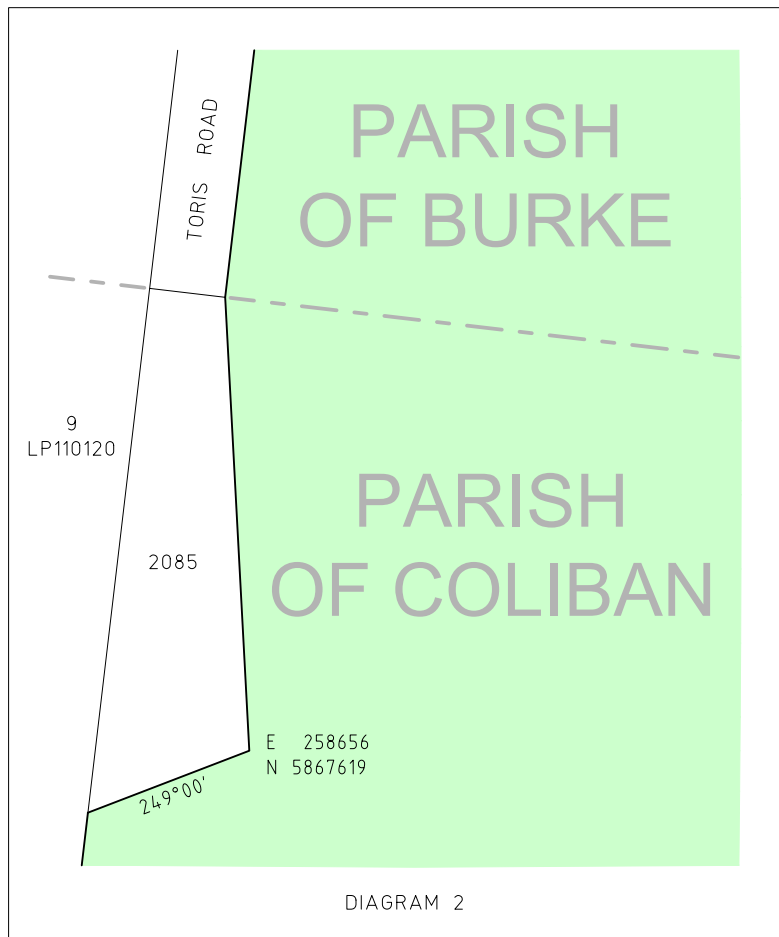 TORIS ROAD
PARISH
OF BURKE
9
LP110120
PARISH
OF COLIBAN
2085
E 258656
N 5867619
249°00'
DIAGRAM 2